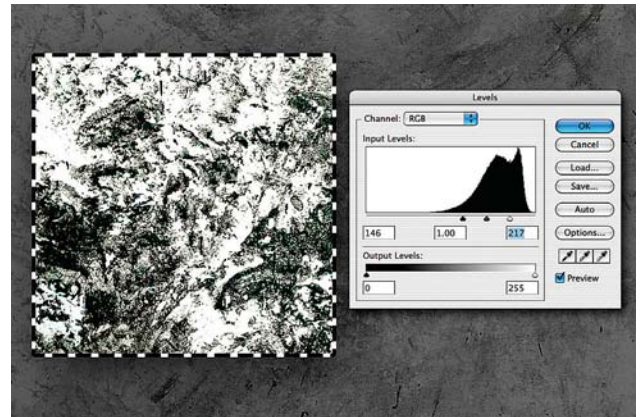 Levels
Channel: RGB
OK
Input Levels:
Cancel
Load...
Save...
Auto
146 1.00 217
Options...
Output Levels:
Preview
0 255